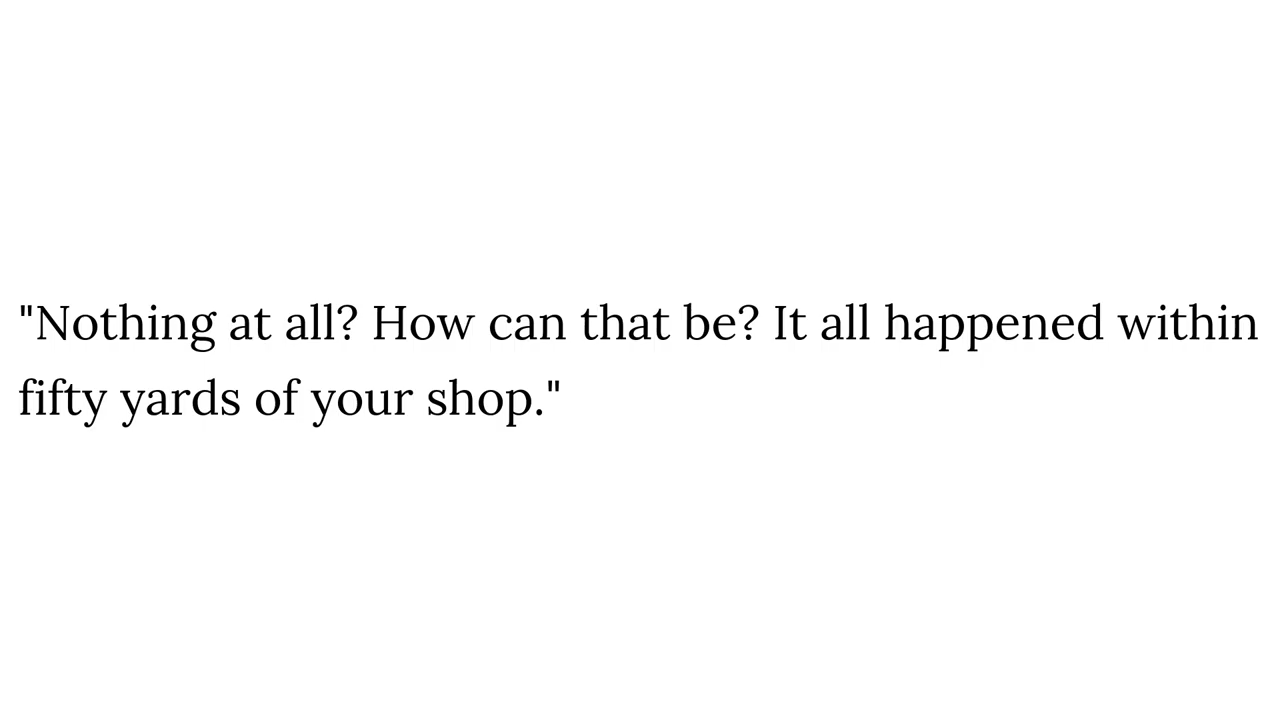 "Nothing at all? How can that be? It all happened within
fifty yards of your shop."